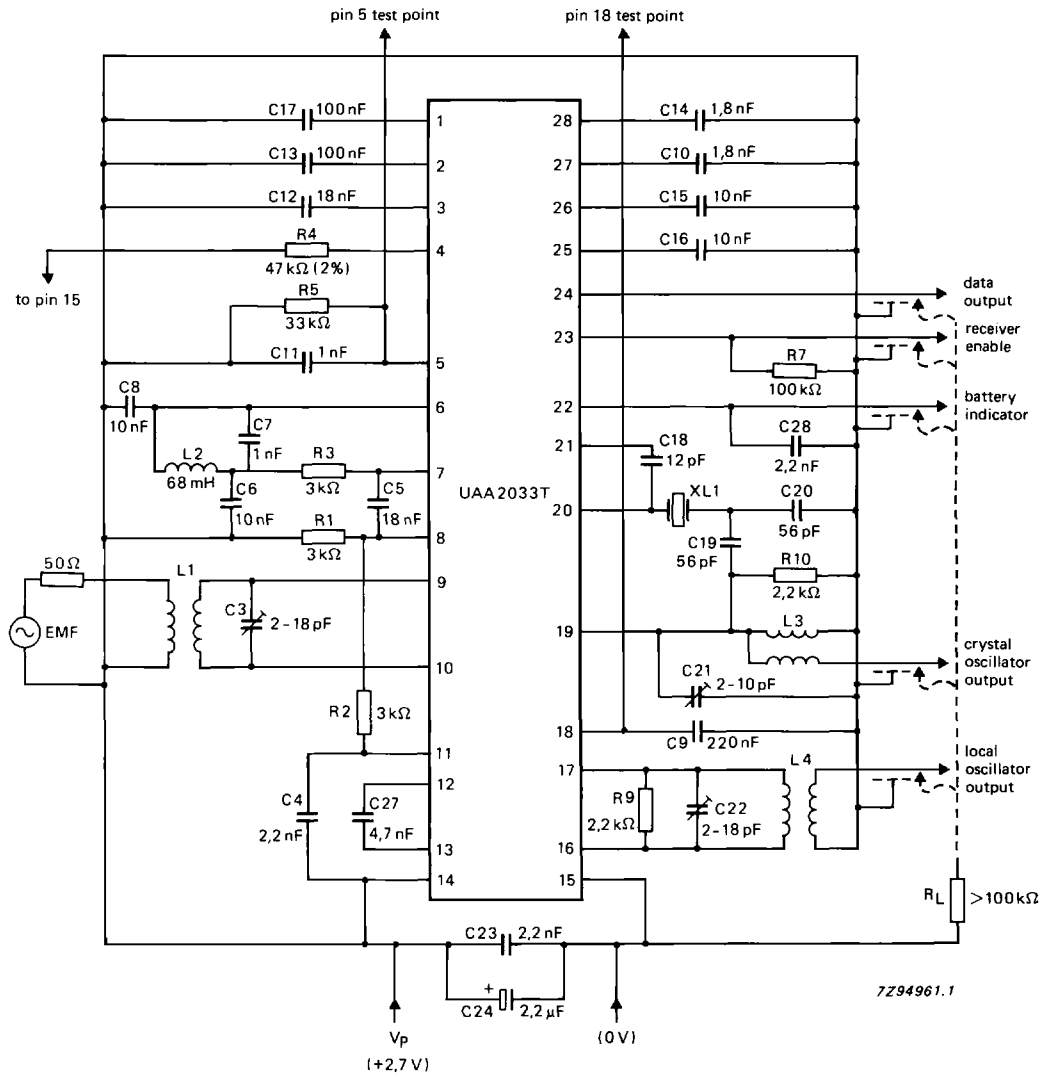 pin 5 test point
pin 18 test point
C17
100 nF
1
28
C14
1,8 nF
C13
100 nF
2
27
C10
1,8 nF
C12
18 nF
3
26
C15
10 nF
R4
47 kΩ (2%)
4
25
C16
10 nF
to pin 15
R5
33 kΩ
24
data
output
C11
1 nF
5
23
receiver
enable
R7
100 kΩ
C8
10 nF
6
22
battery
indicator
C7
1 nF
21
C18
12 pF
C28
2,2 nF
L2
68 mH
R3
3 kΩ
7
UAA2033T
C6
10 nF
C5
18 nF
20
XL1
C20
56 pF
R1
3 kΩ
8
C19
56 pF
50 Ω
L1
9
R10
2,2 kΩ
EMF
C3
2-18 pF
19
L3
10
crystal
oscillator
output
C21
2-10 pF
R2
3 kΩ
18
C9
220 nF
11
17
L4
local
oscillator
output
12
C4
2,2 nF
C27
4,7 nF
R9
2,2 kΩ
C22
2-18 pF
13
16
14
15
RL
>100 kΩ
C23
2,2 nF
+
C24
2,2 μF
7Z94961.1
VP
(+2,7 V)
(0 V)